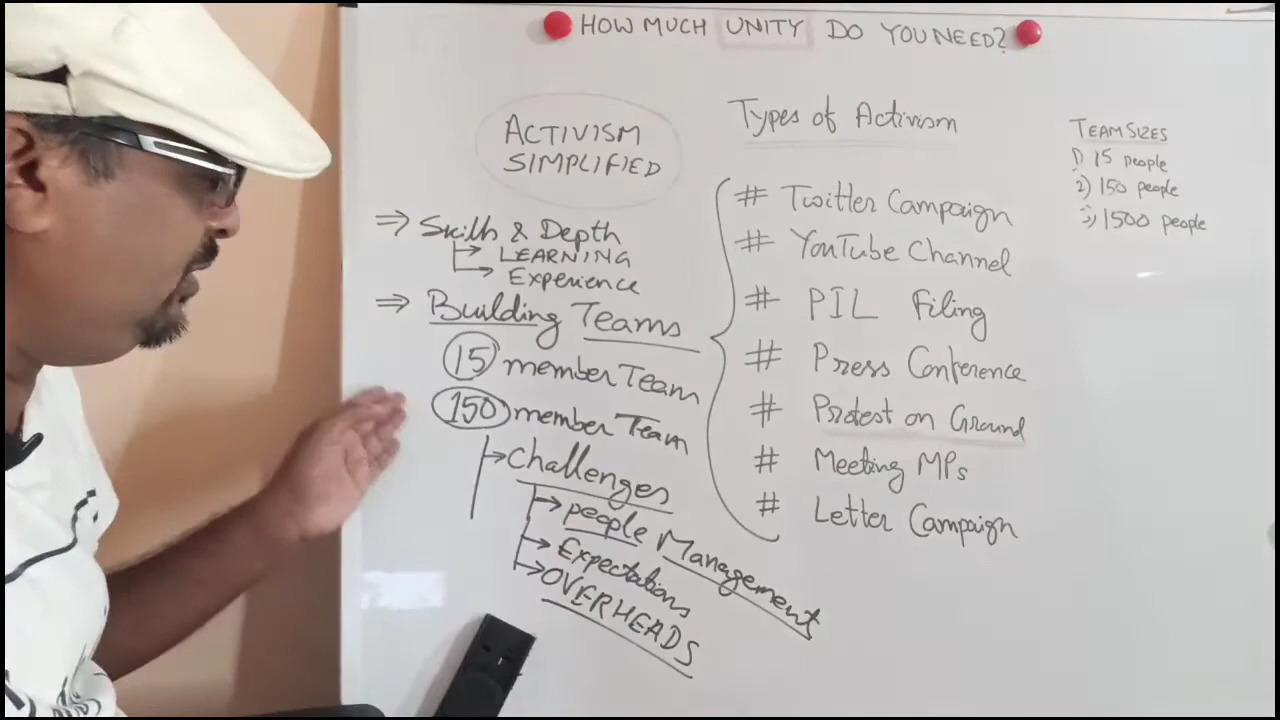 HOW MUCH UNITY DO YOU NEED?
ACTIVISM
SIMPLIFIED
⇒ Skills & Depth
→ LEARNING
→ Experience
⇒ Building Teams
15 member Team
150 member Team
→ Challenges
→ people Management
→ Expectations
→ OVERHEADS
Types of Activism
# Twitter Campaign
# YouTube Channel
# PIL Filing
# Press Conference
# Protest on Ground
# Meeting MPs
# Letter Campaign
TEAM SIZES
1) 15 people
2) 150 people
3) 1500 people